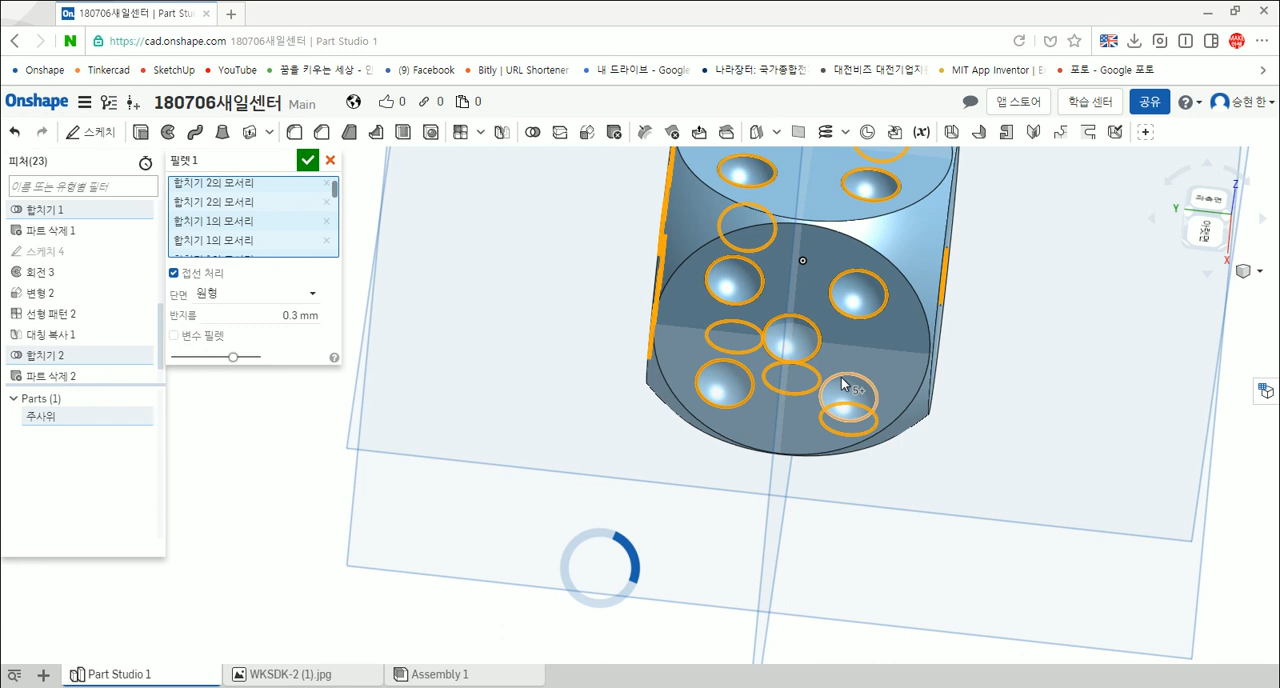 On 180706새일센터 | Part Stu × +
https://cad.onshape.com 180706새일센터 | Part Studio 1
Onshape Tinkercad SketchUp YouTube 꿈을 키우는 세상 - 인 (9) Facebook Bitly | URL Shortener 내 드라이브 - Google 나라장터: 국가종합전 대전비즈 대전기업지원 MIT App Inventor | E 포토 - Google 포토
Onshape 180706새일센터 Main 0 0 0 앱 스토어 학습 센터 공유 ? 승현 한
스케치 (x)
피처(23)
이름 또는 유형별 필터
합치기 1
파트 삭제 1
스케치 4
회전 3
변형 2
선형 패턴 2
대칭 복사 1
합치기 2
파트 삭제 2
Parts (1)
주사위
필렛 1
합치기 2의 모서리
합치기 2의 모서리
합치기 1의 모서리
합치기 1의 모서리
접선 처리
단면 원형
반지름 0.3 mm
변수 필렛
5+
Z
Y
X
좌측면
아랫면
Part Studio 1 WKSDK-2 (1).jpg Assembly 1